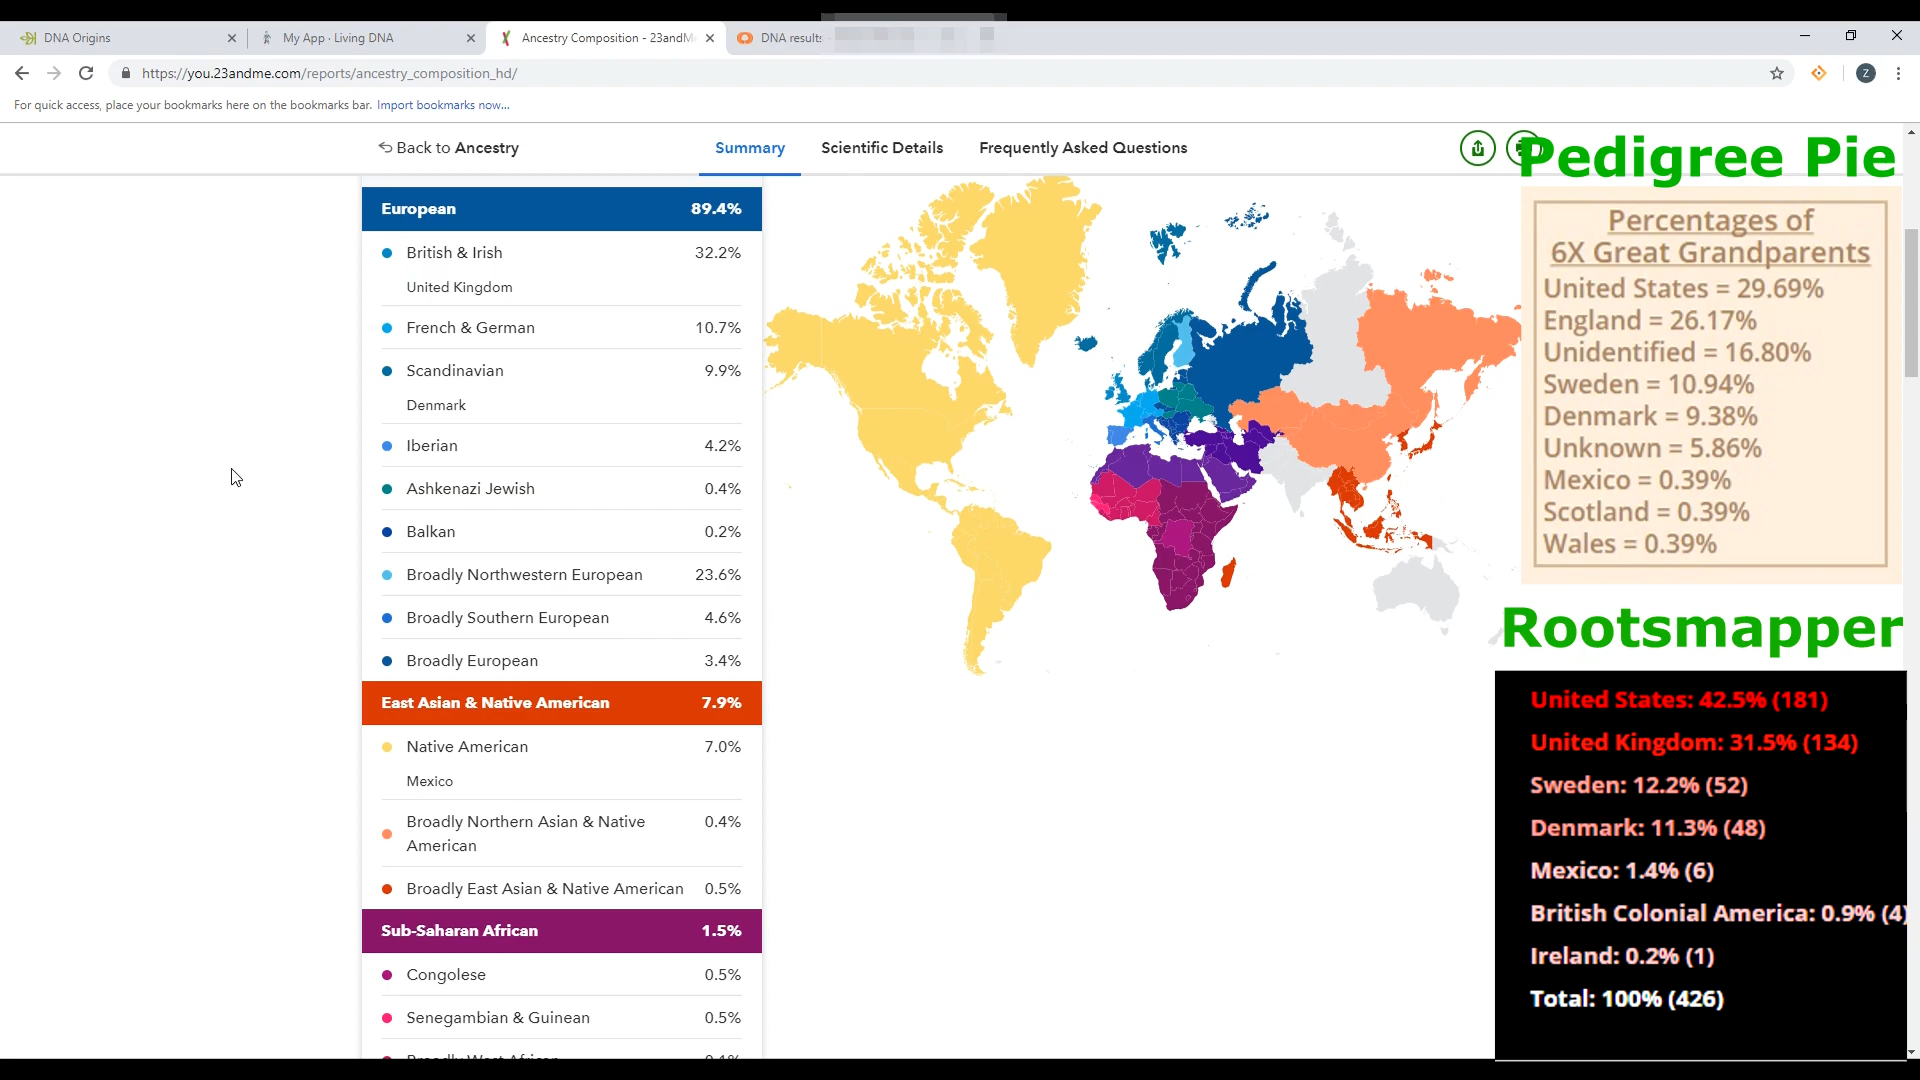 DNA Origins
My App · Living DNA
Ancestry Composition - 23andM
DNA results
https://you.23andme.com/reports/ancestry_composition_hd/
Z
For quick access, place your bookmarks here on the bookmarks bar. Import bookmarks now...
Back to Ancestry
Summary
Scientific Details
Frequently Asked Questions
European 89.4%
British & Irish 32.2%
United Kingdom
French & German 10.7%
Scandinavian 9.9%
Denmark
Iberian 4.2%
Ashkenazi Jewish 0.4%
Balkan 0.2%
Broadly Northwestern European 23.6%
Broadly Southern European 4.6%
Broadly European 3.4%
East Asian & Native American 7.9%
Native American 7.0%
Mexico
Broadly Northern Asian & Native 0.4%
American
Broadly East Asian & Native American 0.5%
Sub-Saharan African 1.5%
Congolese 0.5%
Senegambian & Guinean 0.5%
Pedigree Pie
Percentages of
6X Great Grandparents
United States = 29.69%
England = 26.17%
Unidentified = 16.80%
Sweden = 10.94%
Denmark = 9.38%
Unknown = 5.86%
Mexico = 0.39%
Scotland = 0.39%
Wales = 0.39%
Rootsmapper
United States: 42.5% (181)
United Kingdom: 31.5% (134)
Sweden: 12.2% (52)
Denmark: 11.3% (48)
Mexico: 1.4% (6)
British Colonial America: 0.9% (4)
Ireland: 0.2% (1)
Total: 100% (426)